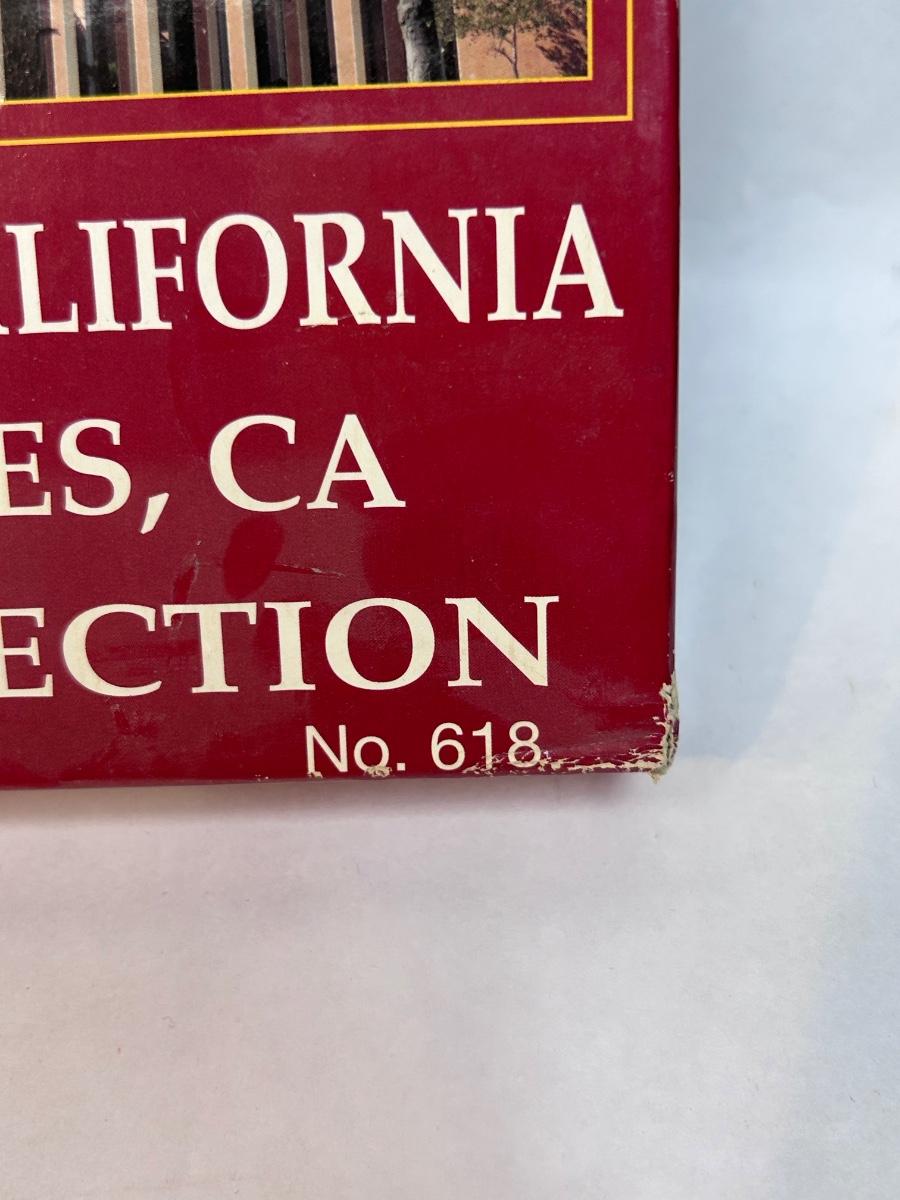 ALIFORNIA
ES, CA
ECTION
No. 618